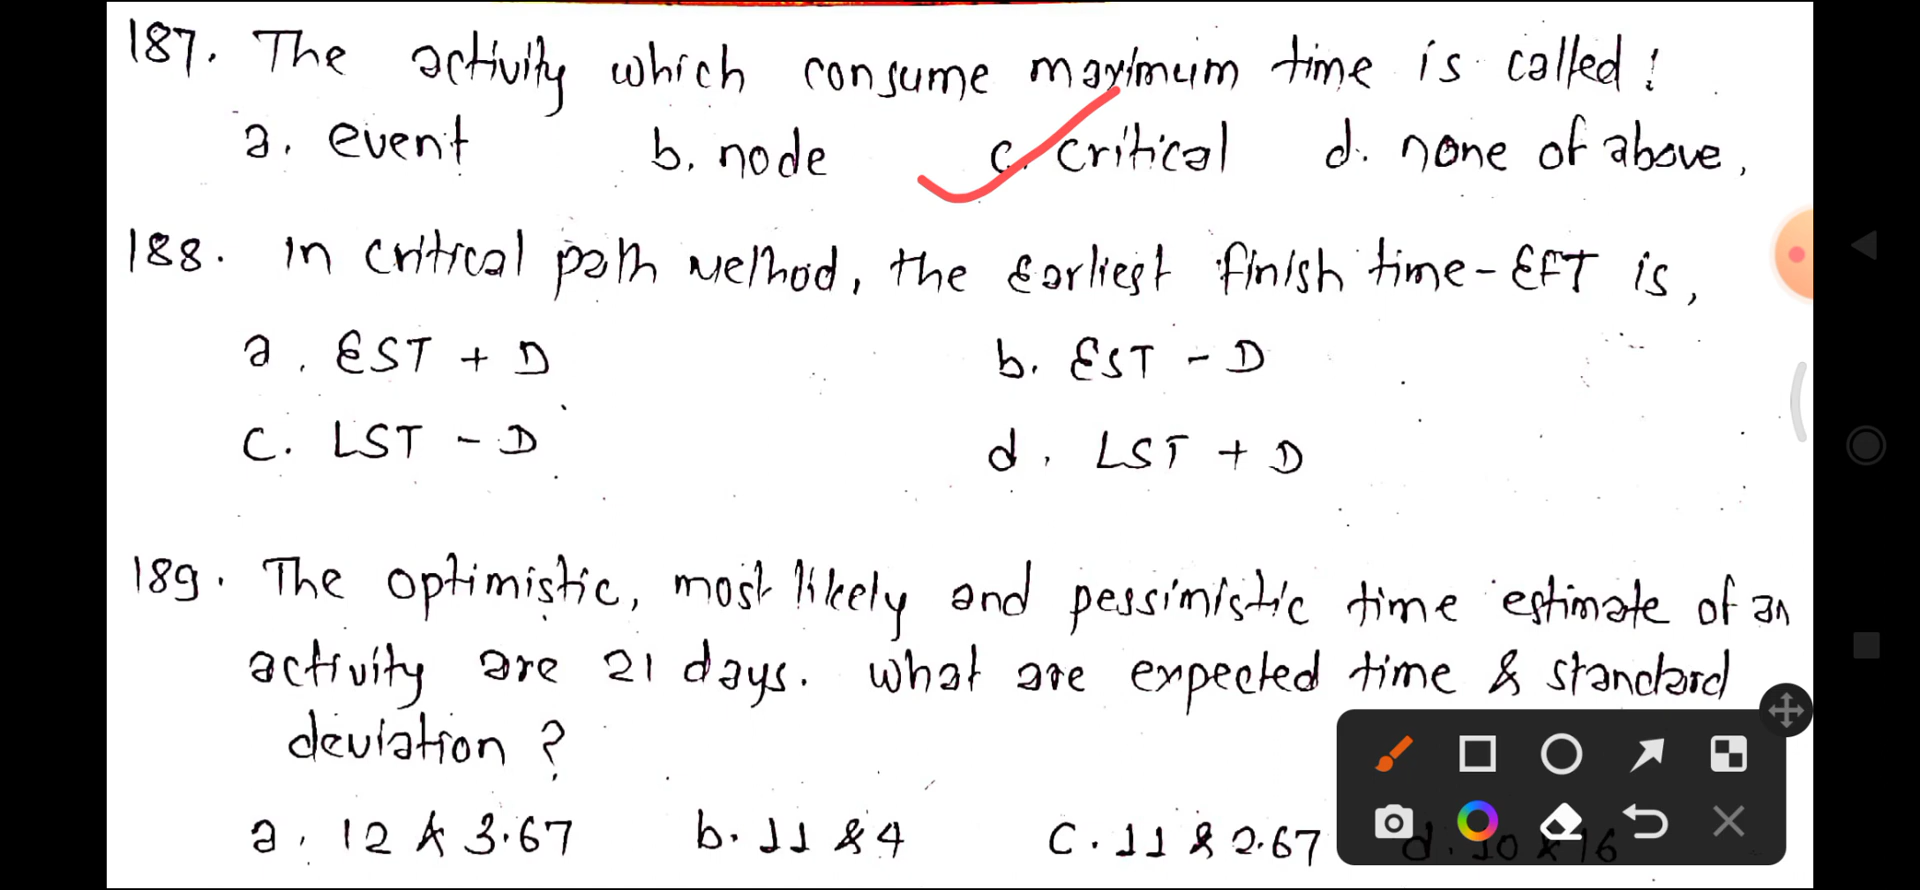 187. The activity which consume maximum time is called!
a. event b. node c. critical d. none of above,
188. In critical path Method, the Earliest finish time - EFT is,
a. EST + D b. EST - D
C. LST - D d. LST + D
189. The optimistic, most likely and pessimistic time estimate of an
activity are 21 days. what are expected time & standard
deviation ?
a. 12 & 3.67 b. 11 & 4 C. 11 & 2.67 d. 10 & 16